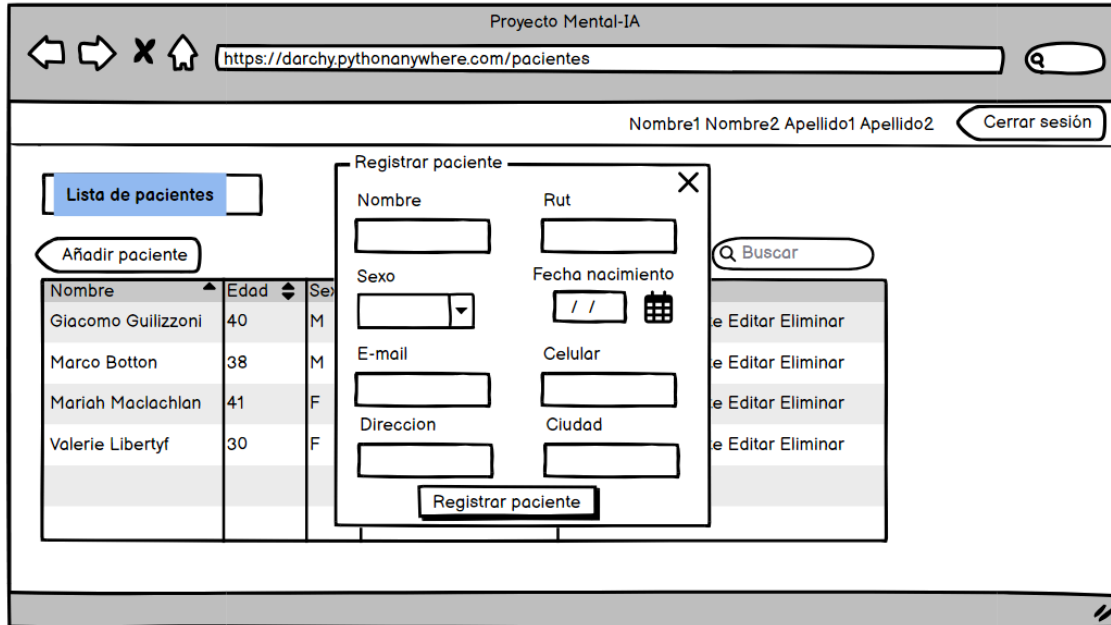 Proyecto Mental-IA
https://darchy.pythonanywhere.com/pacientes
Nombre1 Nombre2 Apellido1 Apellido2
Cerrar sesión
Lista de pacientes
Añadir paciente
Buscar
Nombre Edad
Giacomo Guilizzoni 40 M Editar Eliminar
Marco Botton 38 M Editar Eliminar
Mariah Maclachlan 41 F Editar Eliminar
Valerie Libertyf 30 F Editar Eliminar
Registrar paciente
Nombre Rut
Sexo Fecha nacimiento
/ /
E-mail Celular
Direccion Ciudad
Registrar paciente